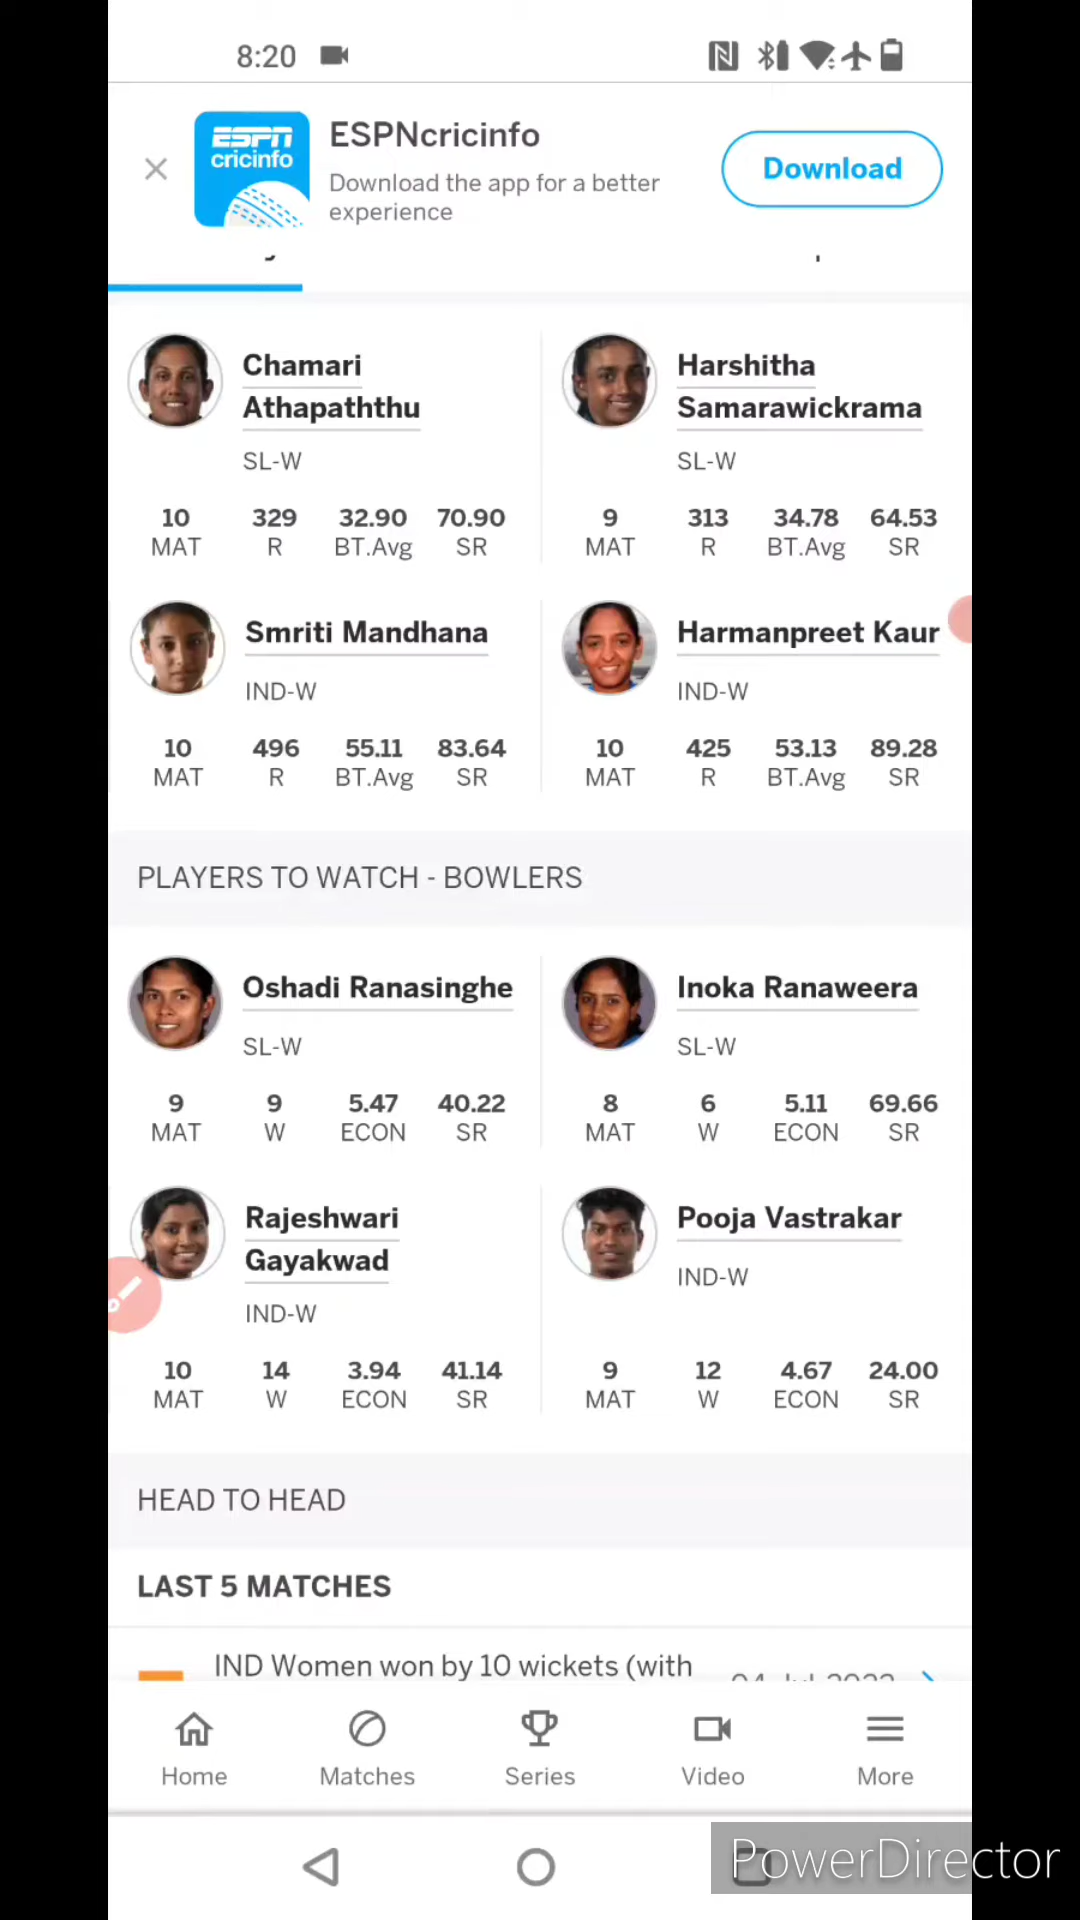 8:20
ESPN
cricinfo
ESPNcricinfo
Download the app for a better
experience
Download
Chamari
Athapaththu
SL-W
10 329 32.90 70.90
MAT R BT.Avg SR
Harshitha
Samarawickrama
SL-W
9 313 34.78 64.53
MAT R BT.Avg SR
Smriti Mandhana
IND-W
10 496 55.11 83.64
MAT R BT.Avg SR
Harmanpreet Kaur
IND-W
10 425 53.13 89.28
MAT R BT.Avg SR
PLAYERS TO WATCH - BOWLERS
Oshadi Ranasinghe
SL-W
9 9 5.47 40.22
MAT W ECON SR
Inoka Ranaweera
SL-W
8 6 5.11 69.66
MAT W ECON SR
Rajeshwari
Gayakwad
IND-W
10 14 3.94 41.14
MAT W ECON SR
Pooja Vastrakar
IND-W
9 12 4.67 24.00
MAT W ECON SR
HEAD TO HEAD
LAST 5 MATCHES
IND Women won by 10 wickets (with
Home Matches Series Video More
PowerDirector